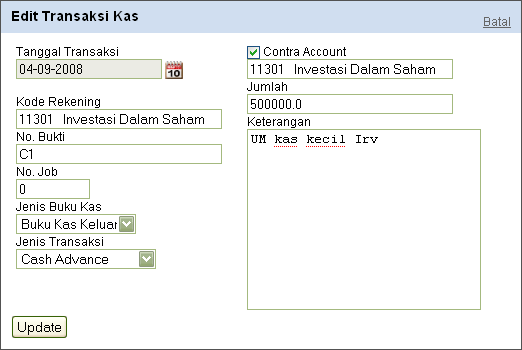 Edit Transaksi Kas
Batal
Tanggal Transaksi
04-09-2008
10
Kode Rekening
11301 Investasi Dalam Saham
No. Bukti
C1
No. Job
0
Jenis Buku Kas
Buku Kas Keluar
Jenis Transaksi
Cash Advance
Contra Account
11301 Investasi Dalam Saham
Jumlah
500000.0
Keterangan
UM kas kecil Irv
Update